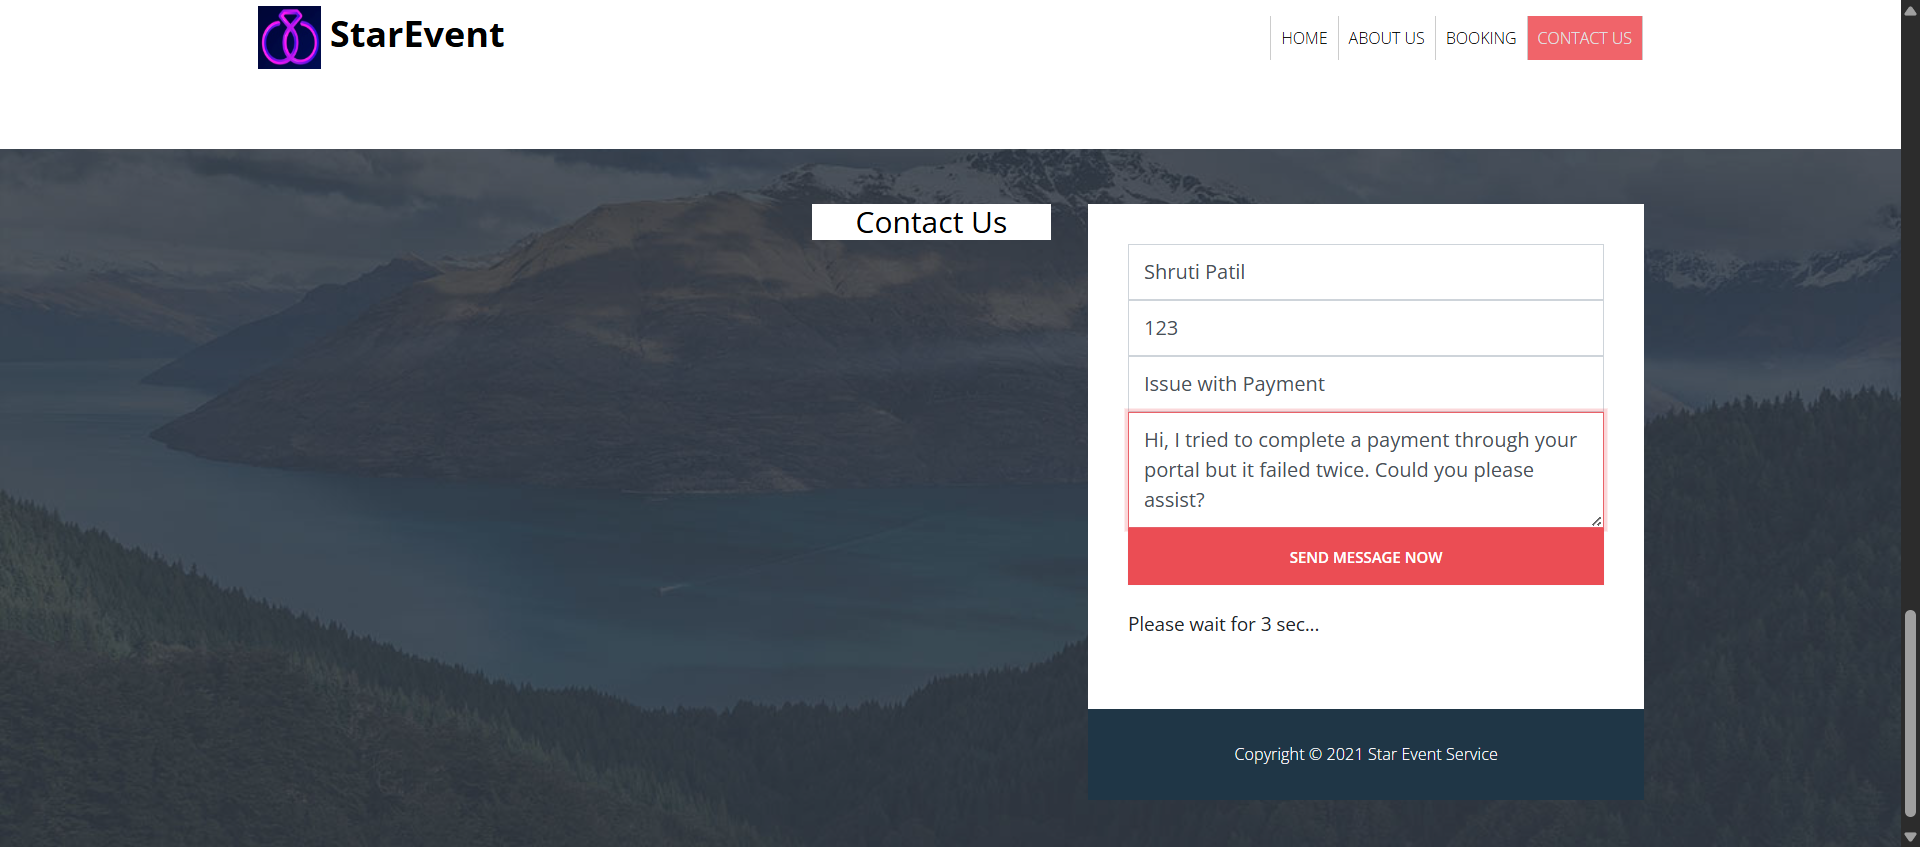 StarEvent
HOME
ABOUT US
BOOKING
CONTACT US
Contact Us
Shruti Patil
123
Issue with Payment
Hi, I tried to complete a payment through your
portal but it failed twice. Could you please
assist?
SEND MESSAGE NOW
Please wait for 3 sec...
Copyright © 2021 Star Event Service